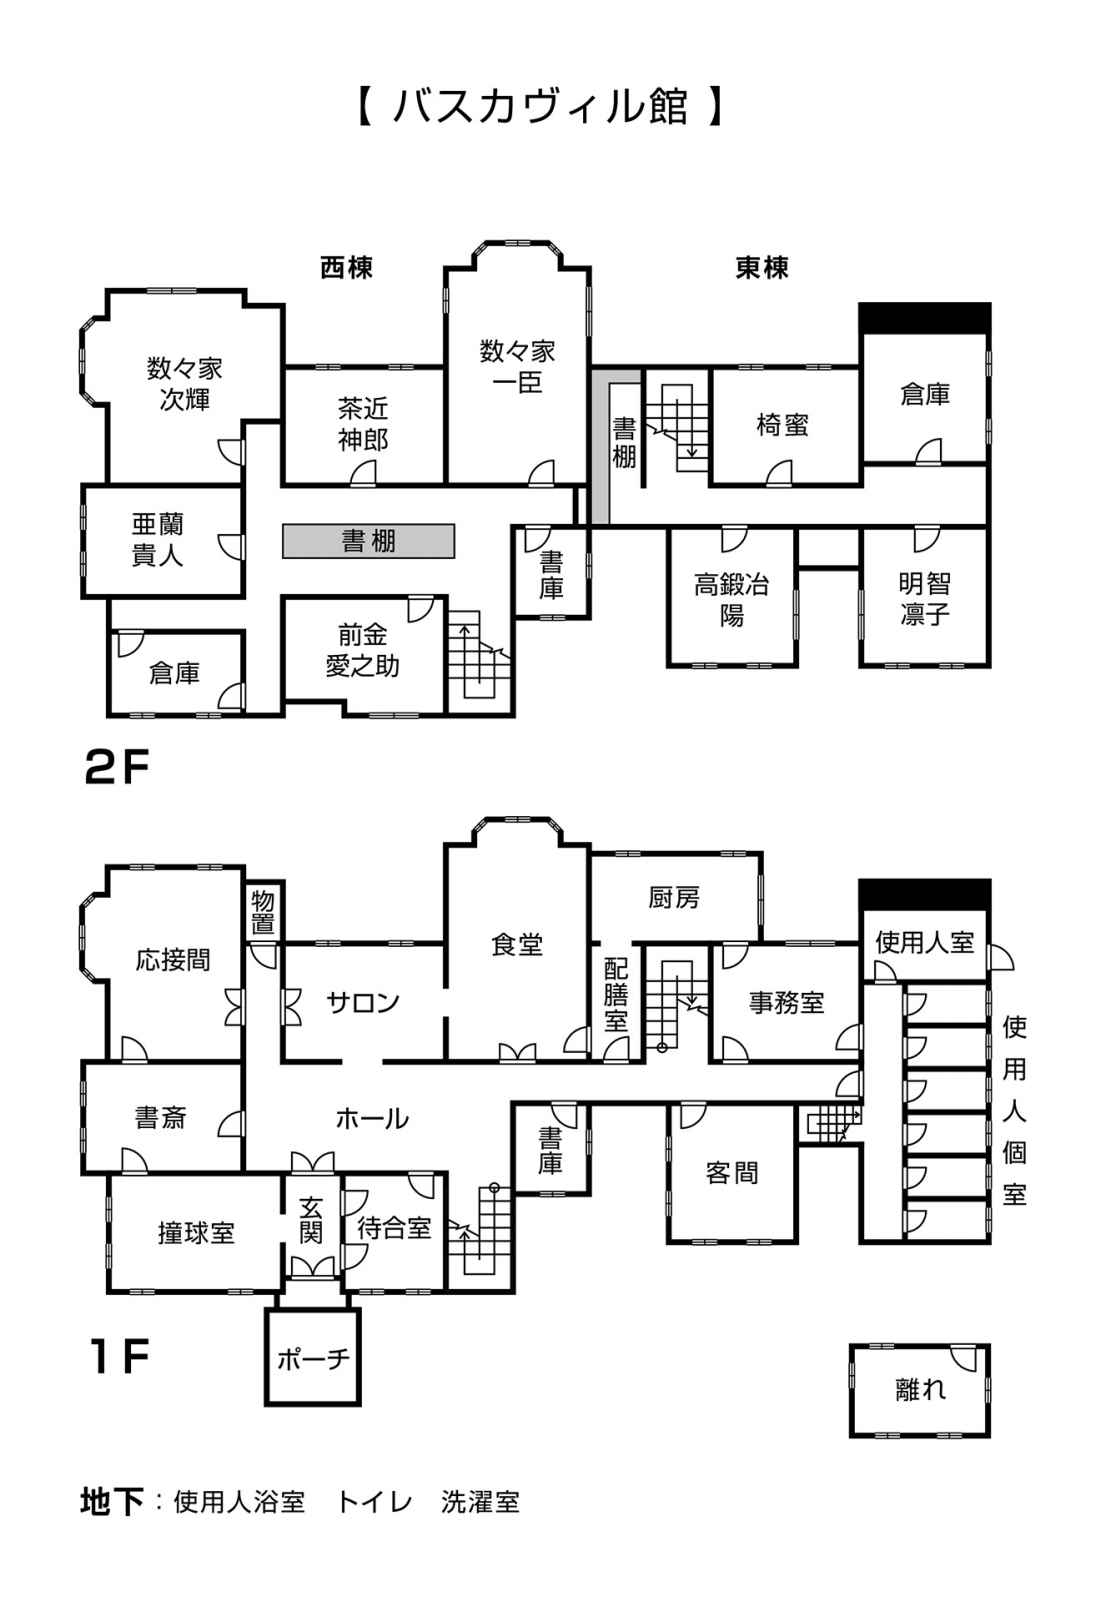 【 バスカヴィル館 】
西棟
東棟
数々家
次輝
茶近
神郎
数々家
一臣
書棚
椅蜜
倉庫
亜蘭
貴人
書棚
書庫
高鍛冶
陽
明智
凛子
倉庫
前金
愛之助
2F
応接間
物置
サロン
食堂
厨房
配膳室
事務室
使用人室
使用人個室
書斎
ホール
書庫
客間
撞球室
玄関
待合室
ポーチ
1F
離れ
地下：使用人浴室　トイレ　洗濯室